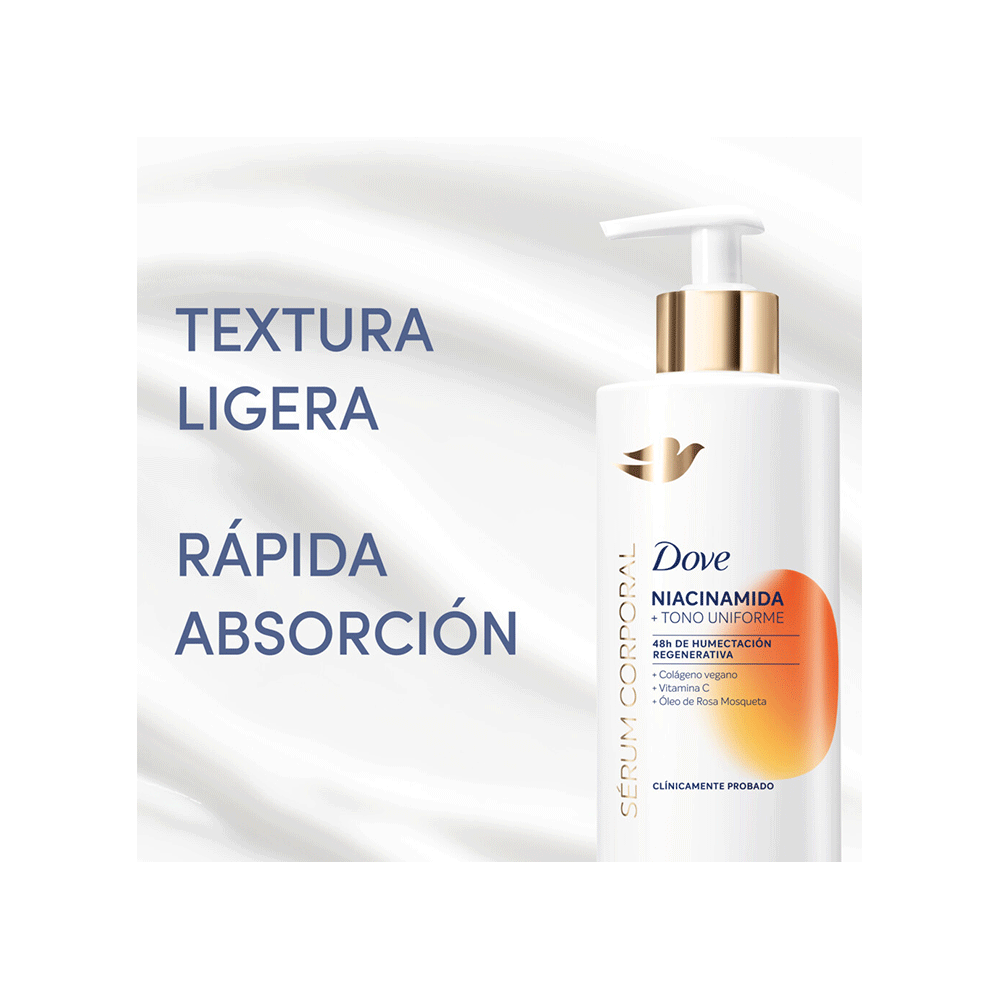 TEXTURA
LIGERA
RÁPIDA
ABSORCIÓN
SÉRUM CORPORAL
Dove
NIACINAMIDA
+ TONO UNIFORME
48h DE HUMECTACIÓN
REGENERATIVA
+ Colágeno vegano
+ Vitamina C
+ Óleo de Rosa Mosqueta
CLÍNICAMENTE PROBADO